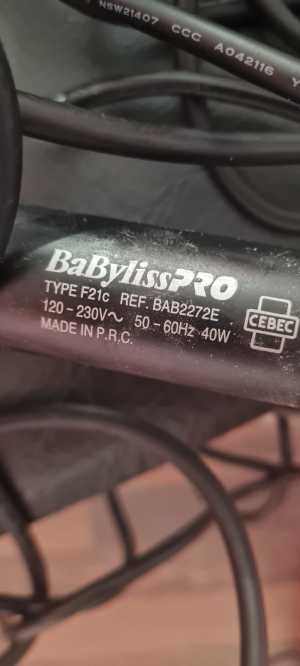 NSW21407 CCC A042116
BaBylissPRO
TYPE F21c REF. BAB2272E
120 - 230V~ 50 - 60Hz 40W
MADE IN P.R.C.
CEBEC